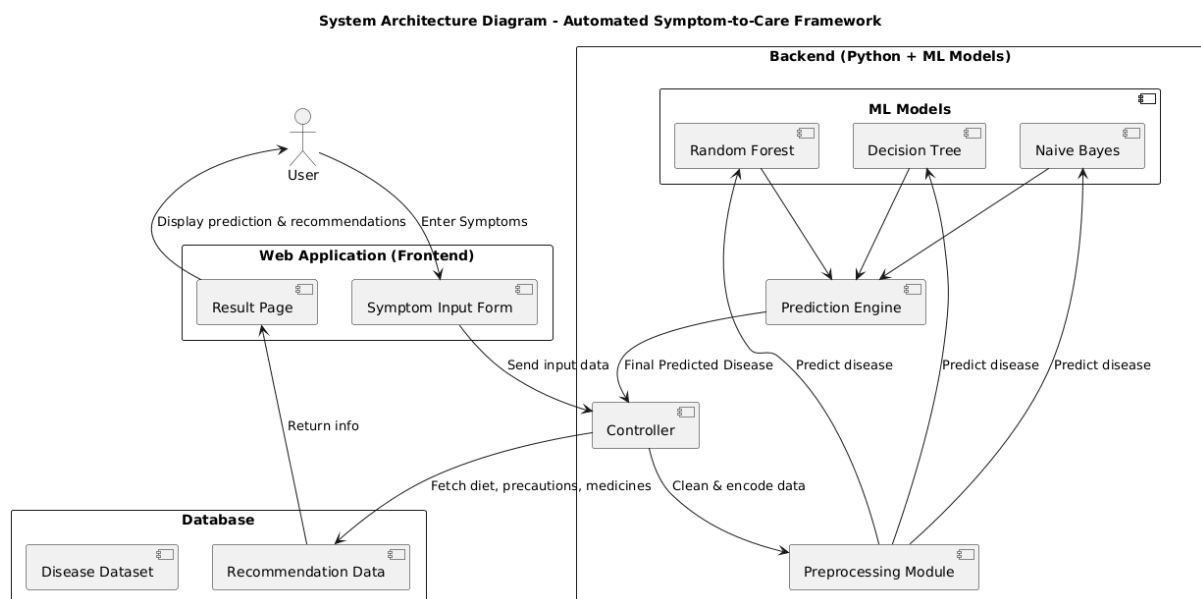 System Architecture Diagram - Automated Symptom-to-Care Framework
Backend (Python + ML Models)
ML Models
Random Forest
Decision Tree
Naive Bayes
User
Display prediction & recommendations
Enter Symptoms
Web Application (Frontend)
Result Page
Symptom Input Form
Prediction Engine
Send input data
Final Predicted Disease
Predict disease
Predict disease
Predict disease
Return info
Controller
Fetch diet, precautions, medicines
Clean & encode data
Database
Disease Dataset
Recommendation Data
Preprocessing Module